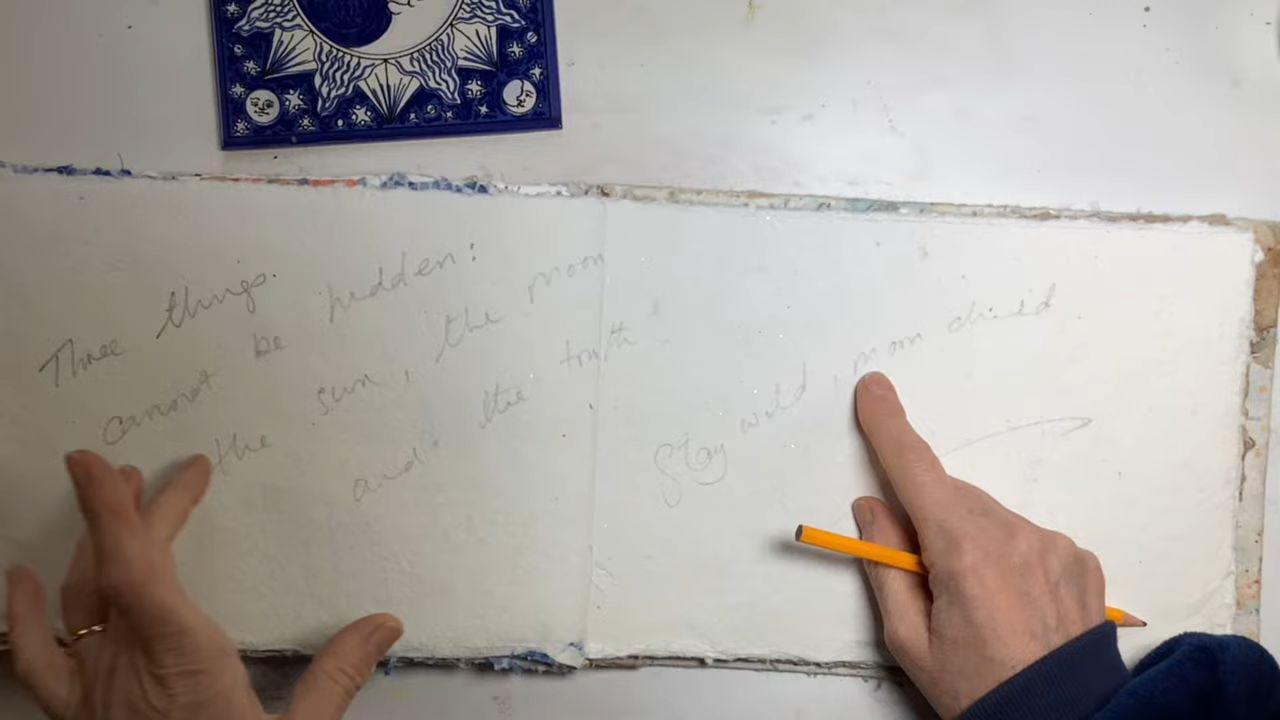 Three things
cannot be hidden:
the sun, the moon
and the truth
Stay wild, moon child